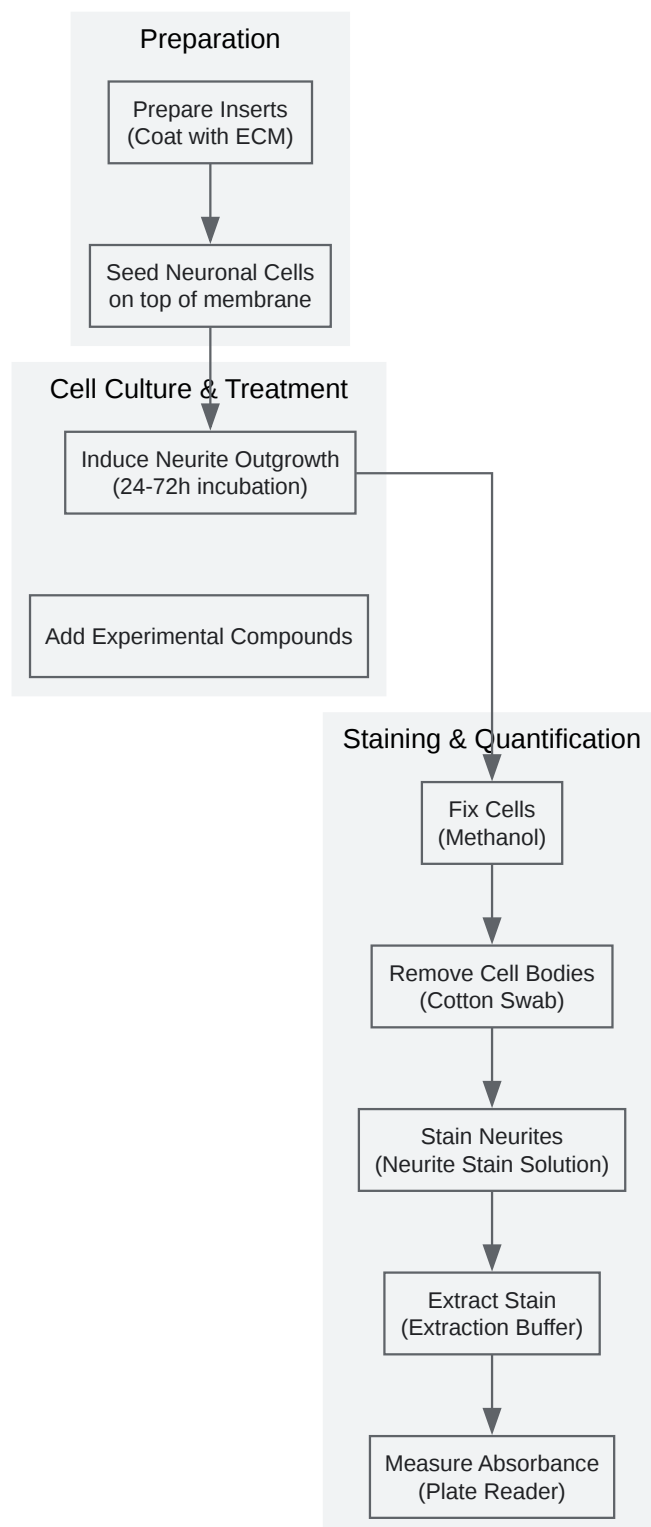 Preparation
Prepare Inserts
(Coat with ECM)
Seed Neuronal Cells
on top of membrane
Cell Culture & Treatment
Induce Neurite Outgrowth
(24-72h incubation)
Add Experimental Compounds
Staining & Quantification
Fix Cells
(Methanol)
Remove Cell Bodies
(Cotton Swab)
Stain Neurites
(Neurite Stain Solution)
Extract Stain
(Extraction Buffer)
Measure Absorbance
(Plate Reader)